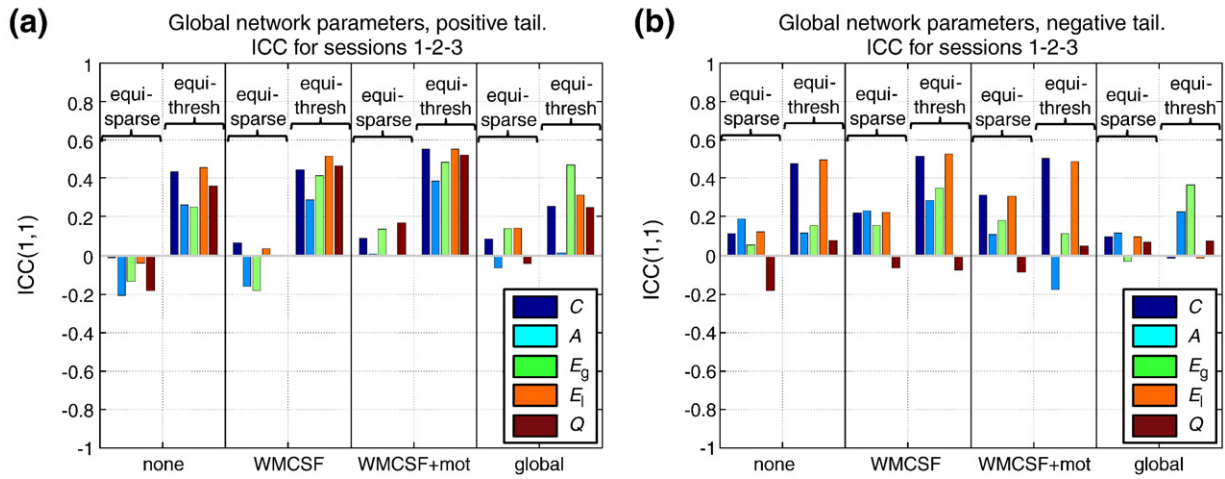 (a)
Global network parameters, positive tail.
ICC for sessions 1-2-3
ICC(1,1)
1
0.8
0.6
0.4
0.2
0
-0.2
-0.4
-0.6
-0.8
-1
equi-
sparse
equi-
thresh
equi-
sparse
equi-
thresh
equi-
sparse
equi-
thresh
equi-
sparse
equi-
thresh
C
A
Eg
El
Q
none
WMCSF
WMCSF+mot
global
(b)
Global network parameters, negative tail.
ICC for sessions 1-2-3
ICC(1,1)
1
0.8
0.6
0.4
0.2
0
-0.2
-0.4
-0.6
-0.8
-1
equi-
sparse
equi-
thresh
equi-
sparse
equi-
thresh
equi-
sparse
equi-
thresh
equi-
sparse
equi-
thresh
C
A
Eg
El
Q
none
WMCSF
WMCSF+mot
global